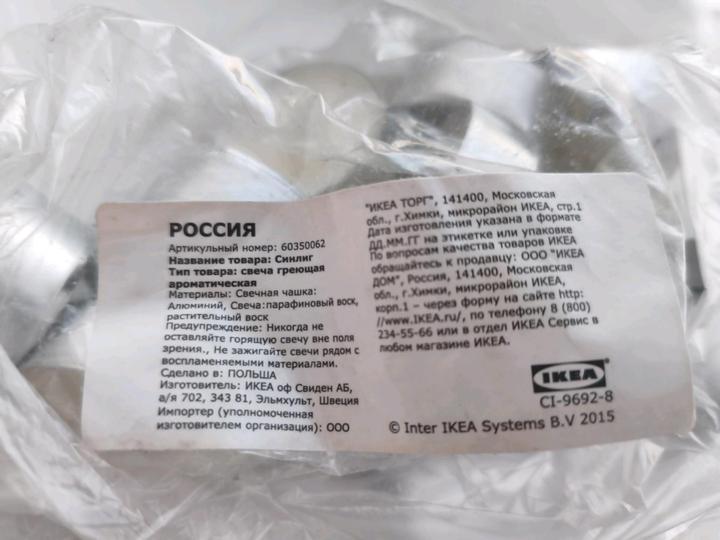 РОССИЯ
Артикульный номер: 60350062
Название товара: Синлиг
Тип товара: свеча греющая
ароматическая
Материалы: Свечная чашка:
Алюминий, Свеча:парафиновый воск,
растительный воск
Предупреждение: Никогда не
оставляйте горящую свечу вне поля
зрения., Не зажигайте свечи рядом с
воспламеняемыми материалами.
Сделано в: ПОЛЬША
Изготовитель: ИКЕА оф Свиден АБ,
а/я 702, 343 81, Эльмхульт, Швеция
Импортер (уполномоченная
изготовителем организация): ООО
"ИКЕА ТОРГ", 141400, Московская
обл., г.Химки, микрорайон ИКЕА, стр.1
Дата изготовления указана в формате
ДД.ММ.ГГ на этикетке или упаковке
По вопросам качества товаров ИКЕА
обращайтесь к продавцу: ООО "ИКЕА
ДОМ", Россия, 141400, Московская
обл., г.Химки, микрорайон ИКЕА,
корп.1 – через форму на сайте http:
//www.IKEA.ru/, по телефону 8 (800)
234-55-66 или в отдел ИКЕА Сервис в
любом магазине ИКЕА.
IKEA
CI-9692-8
© Inter IKEA Systems B.V 2015